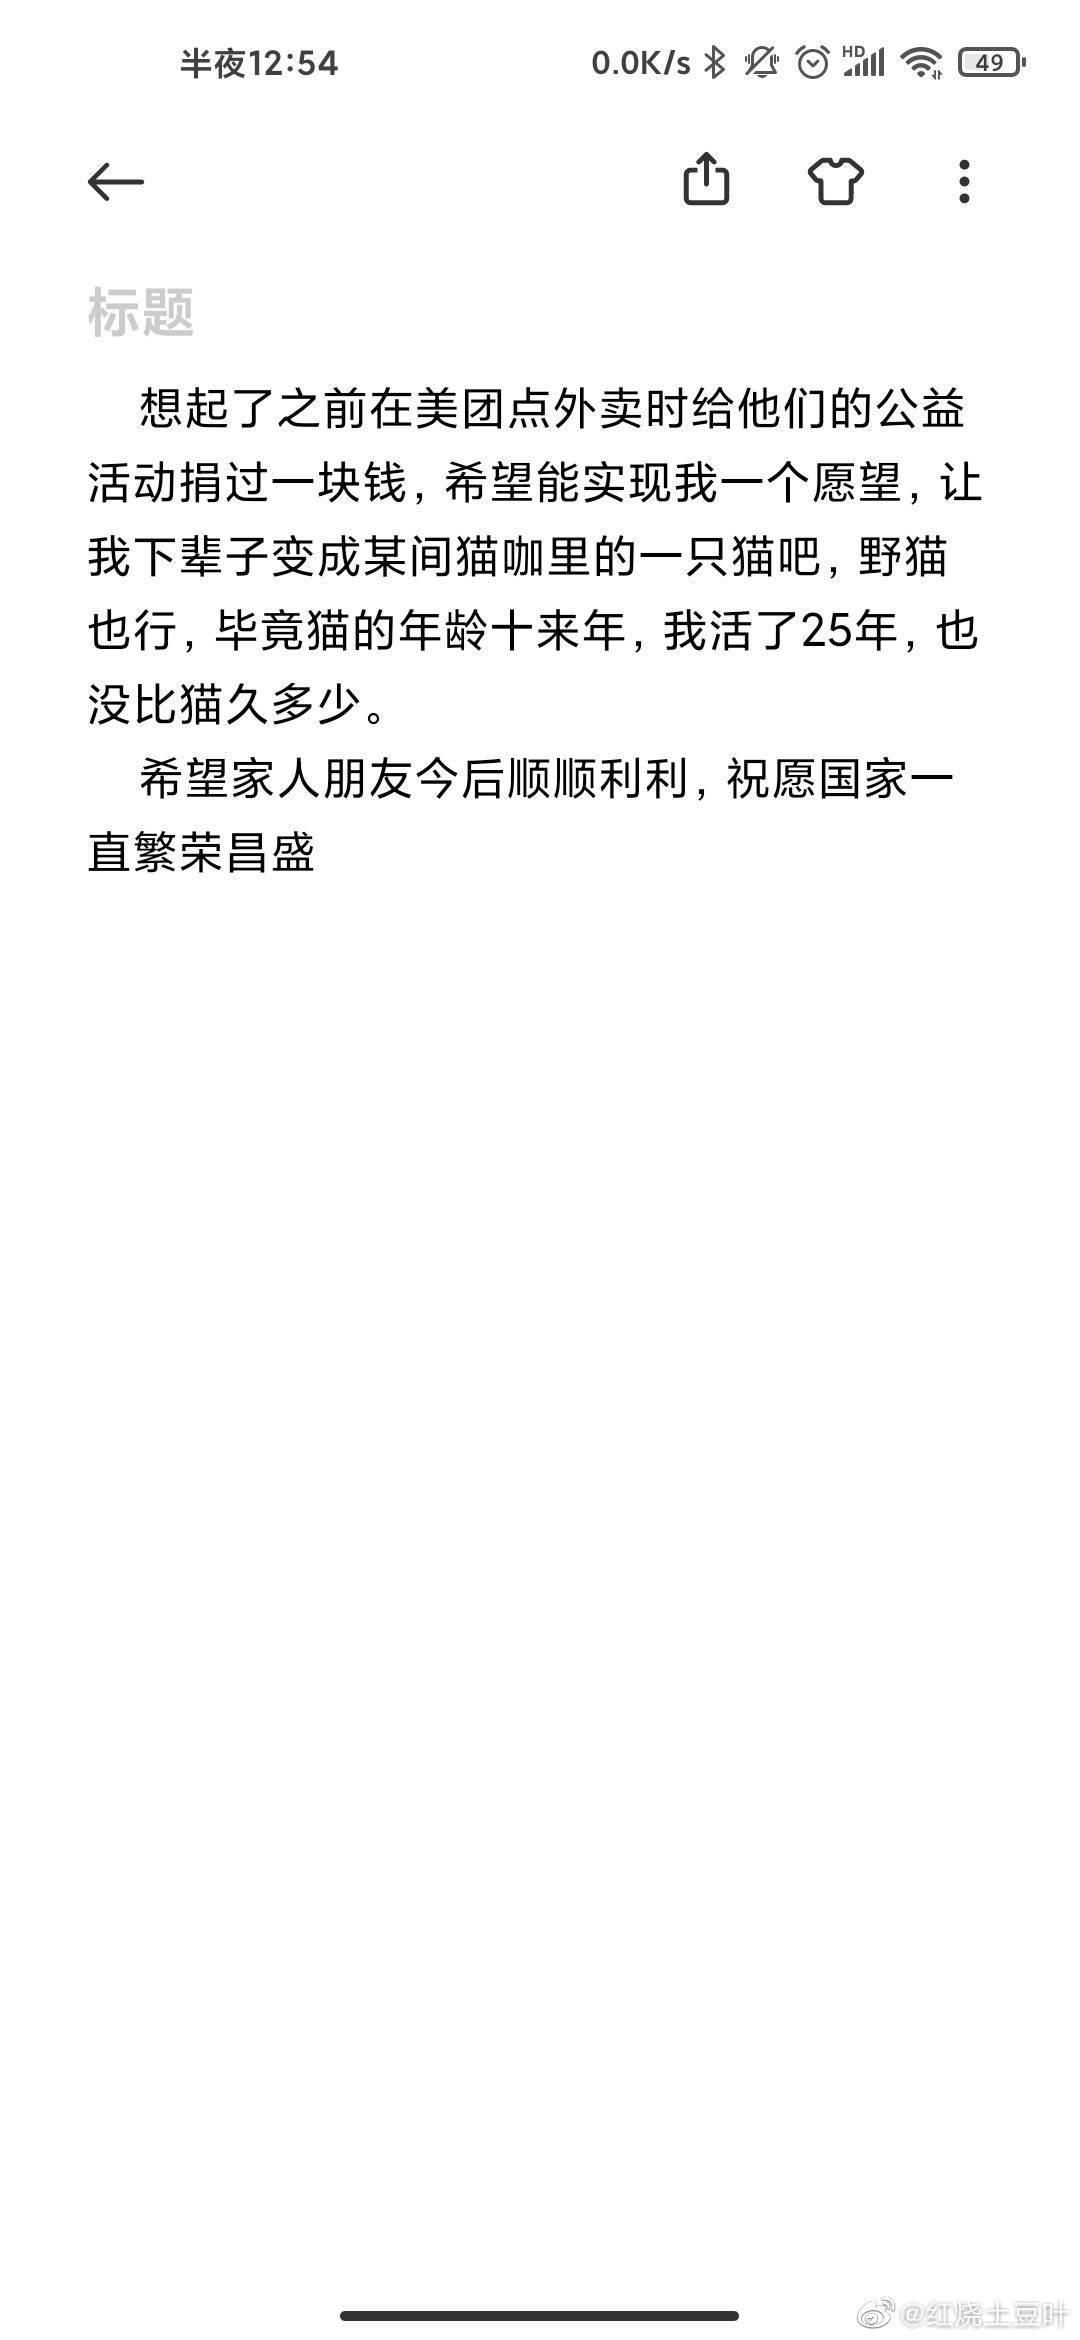 半夜12:54
0.0K/s HD 49
标题
想起了之前在美团点外卖时给他们的公益
活动捐过一块钱，希望能实现我一个愿望，让
我下辈子变成某间猫咖里的一只猫吧，野猫
也行，毕竟猫的年龄十来年，我活了25年，也
没比猫久多少。
希望家人朋友今后顺顺利利，祝愿国家一
直繁荣昌盛
@红烧土豆叶